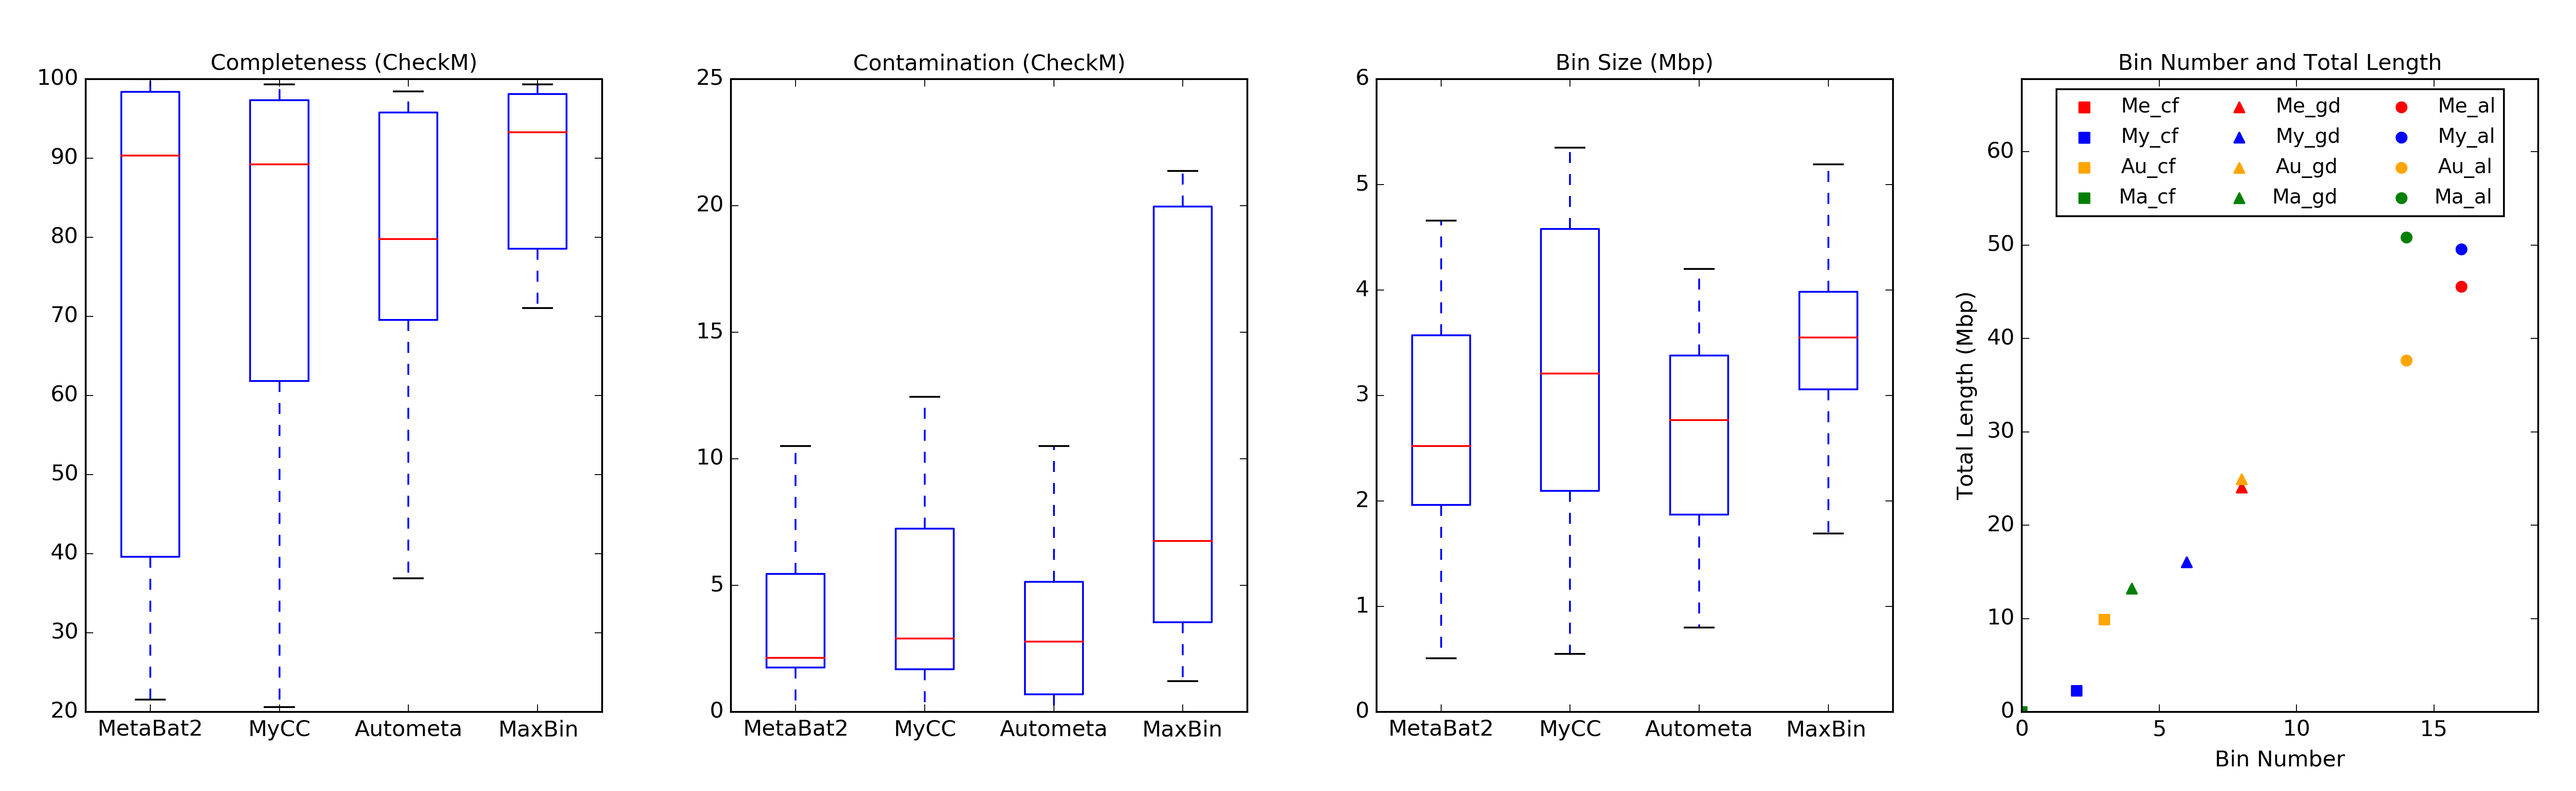 Completeness (CheckM)
100
90
80
70
60
50
40
30
20
MetaBat2 MyCC Autometa MaxBin
Contamination (CheckM)
25
20
15
10
5
0
MetaBat2 MyCC Autometa MaxBin
Bin Size (Mbp)
6
5
4
3
2
1
0
MetaBat2 MyCC Autometa MaxBin
Bin Number and Total Length
Me_cf Me_gd Me_al
My_cf My_gd My_al
Au_cf Au_gd Au_al
Ma_cf Ma_gd Ma_al
Total Length (Mbp)
60
50
40
30
20
10
0
0 5 10 15
Bin Number